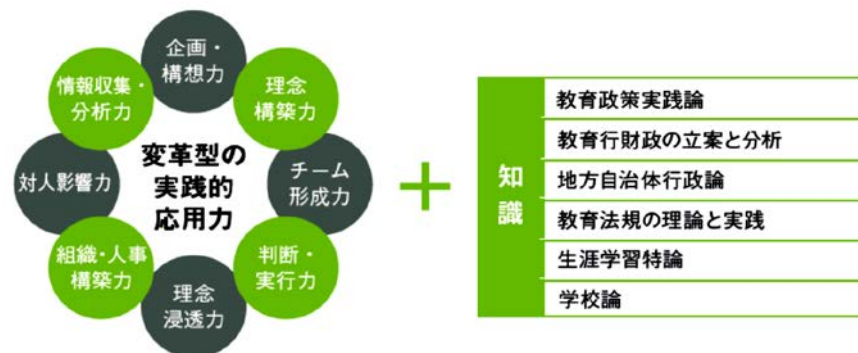 企画・
構想力
理念
構築力
チーム
形成力
判断・
実行力
理念
浸透力
組織・人事
構築力
対人影響力
情報収集・
分析力
変革型の
実践的
応用力
+
知
識
教育政策実践論
教育行財政の立案と分析
地方自治体行政論
教育法規の理論と実践
生涯学習特論
学校論